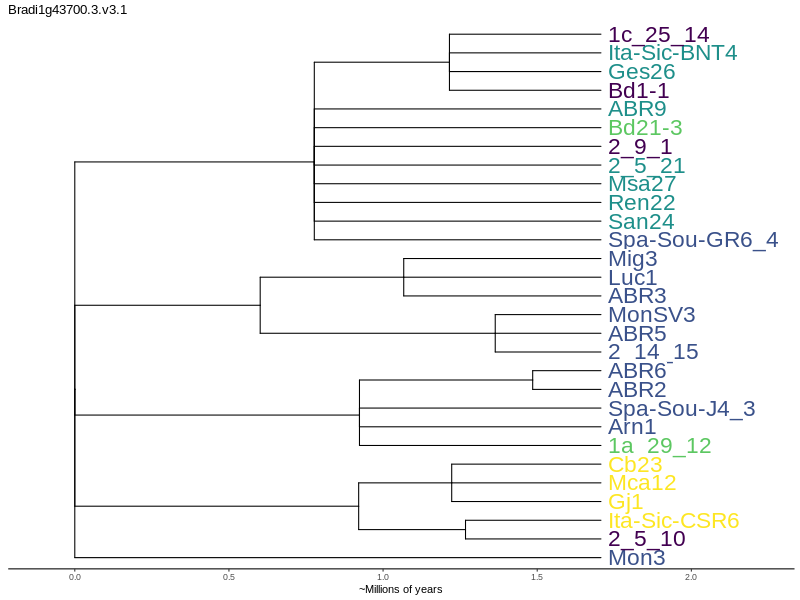 Bradi1g43700.3.v3.1
1c_25_14
Ita-Sic-BNT4
Ges26
Bd1-1
ABR9
Bd21-3
2_9_1
2_5_21
Msa27
Ren22
San24
Spa-Sou-GR6_4
Mig3
Luc1
ABR3
MonSV3
ABR5
2_14_15
ABR6
ABR2
Spa-Sou-J4_3
Arn1
1a_29_12
Cb23
Mca12
Gj1
Ita-Sic-CSR6
2_5_10
Mon3
0.0 0.5 1.0 1.5 2.0
~Millions of years